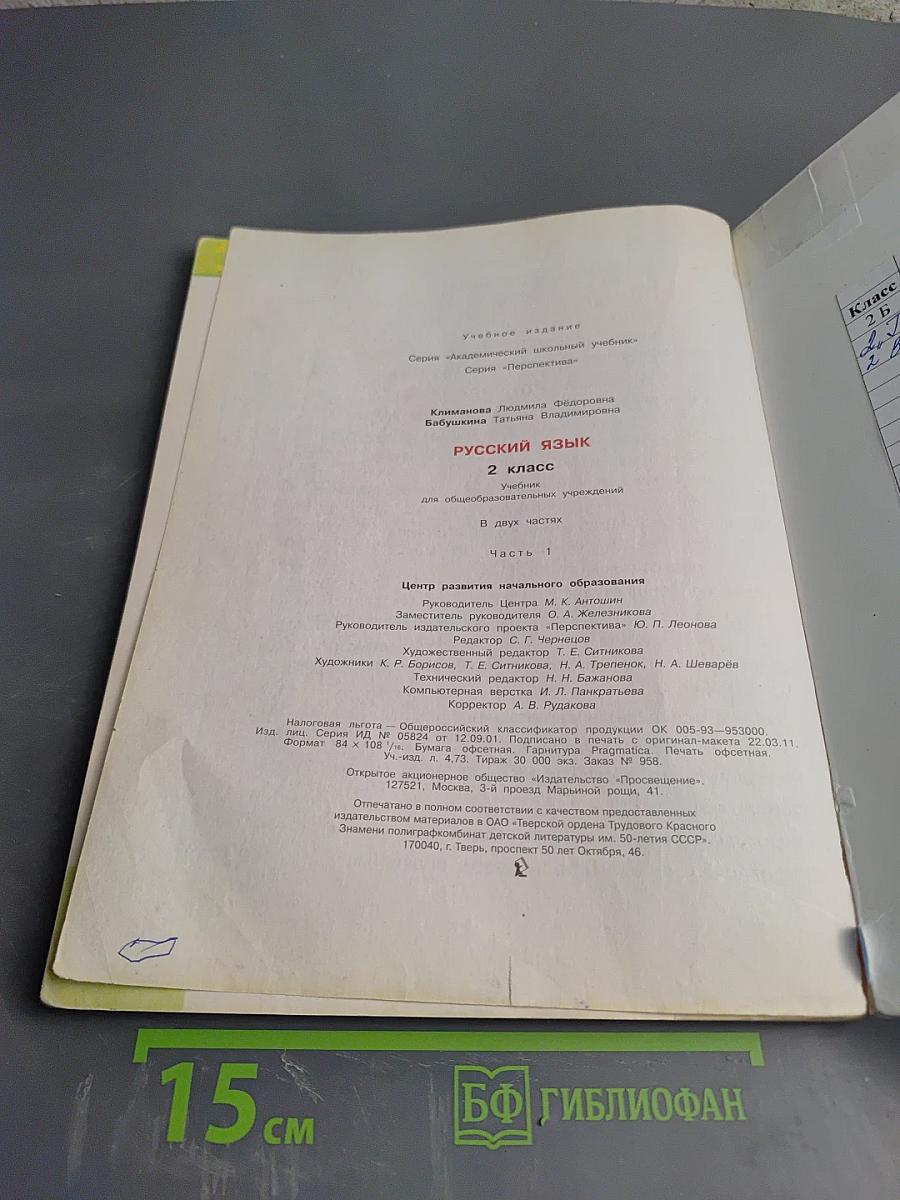 Учебное издание
Серия «Академический школьный учебник»
Серия «Перспектива»
Климанова Людмила Фёдоровна
Бабушкина Татьяна Владимировна
РУССКИЙ ЯЗЫК
2 класс
Учебник
для общеобразовательных учреждений
В двух частях
Часть 1
Центр развития начального образования
Руководитель Центра М. К. Антошин
Заместитель руководителя О. А. Железникова
Руководитель издательского проекта «Перспектива» Ю. П. Леонова
Редактор С. Г. Чернецов
Художественный редактор Т. Е. Ситникова
Художники К. Р. Борисов, Т. Е. Ситникова, Н. А. Трепенок, Н. А. Шеварёв
Технический редактор Н. Н. Бажанова
Компьютерная верстка И. Л. Панкратьева
Корректор А. В. Рудакова
Налоговая льгота — Общероссийский классификатор продукции ОК 005-93—953000.
Изд. лиц. Серия ИД № 05824 от 12.09.01. Подписано в печать с оригинал-макета 22.03.11.
Формат 84 × 108 1/16. Бумага офсетная. Гарнитура Pragmatica. Печать офсетная.
Уч.-изд. л. 4,73. Тираж 30 000 экз. Заказ № 958.
Открытое акционерное общество «Издательство «Просвещение».
127521, Москва, 3-й проезд Марьиной рощи, 41.
Отпечатано в полном соответствии с качеством предоставленных
издательством материалов в ОАО «Тверской ордена Трудового Красного
Знамени полиграфкомбинат детской литературы им. 50-летия СССР».
170040, г. Тверь, проспект 50 лет Октября, 46.
Класс
2 Б
15 см
БФ ГИБЛИОФАН